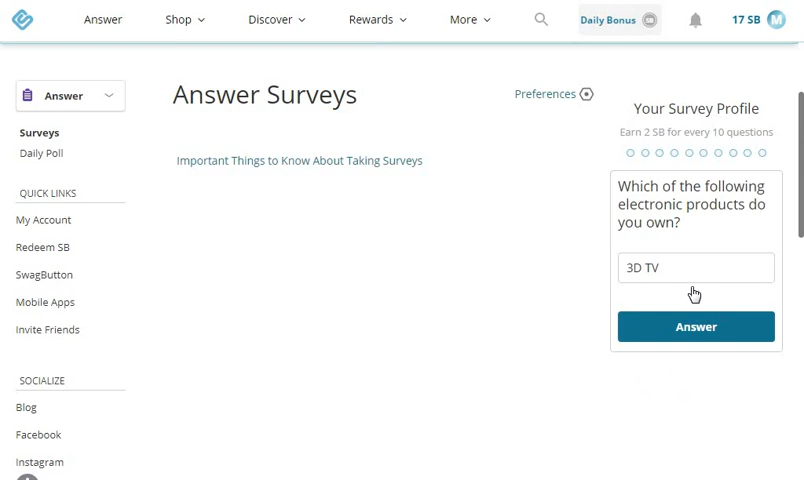 Answer
Shop
Discover
Rewards
More
Daily Bonus
SB
17 SB
M
Answer
Surveys
Daily Poll
QUICK LINKS
My Account
Redeem SB
SwagButton
Mobile Apps
Invite Friends
SOCIALIZE
Blog
Facebook
Instagram
Answer Surveys
Preferences
Important Things to Know About Taking Surveys
Your Survey Profile
Earn 2 SB for every 10 questions
Which of the following
electronic products do
you own?
3D TV
Answer